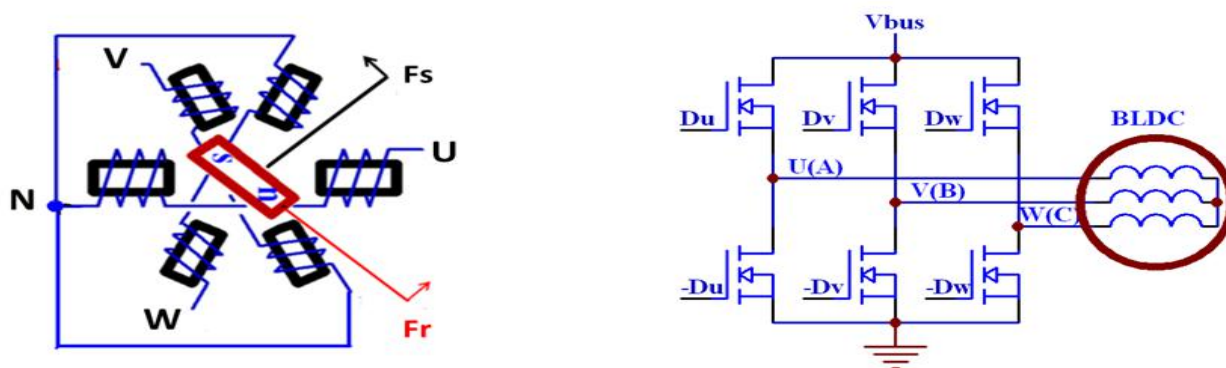 V
Fs
U
S
n
N
W
Fr
Vbus
Du
Dv
Dw
BLDC
U(A)
V(B)
W(C)
-Du
-Dv
-Dw